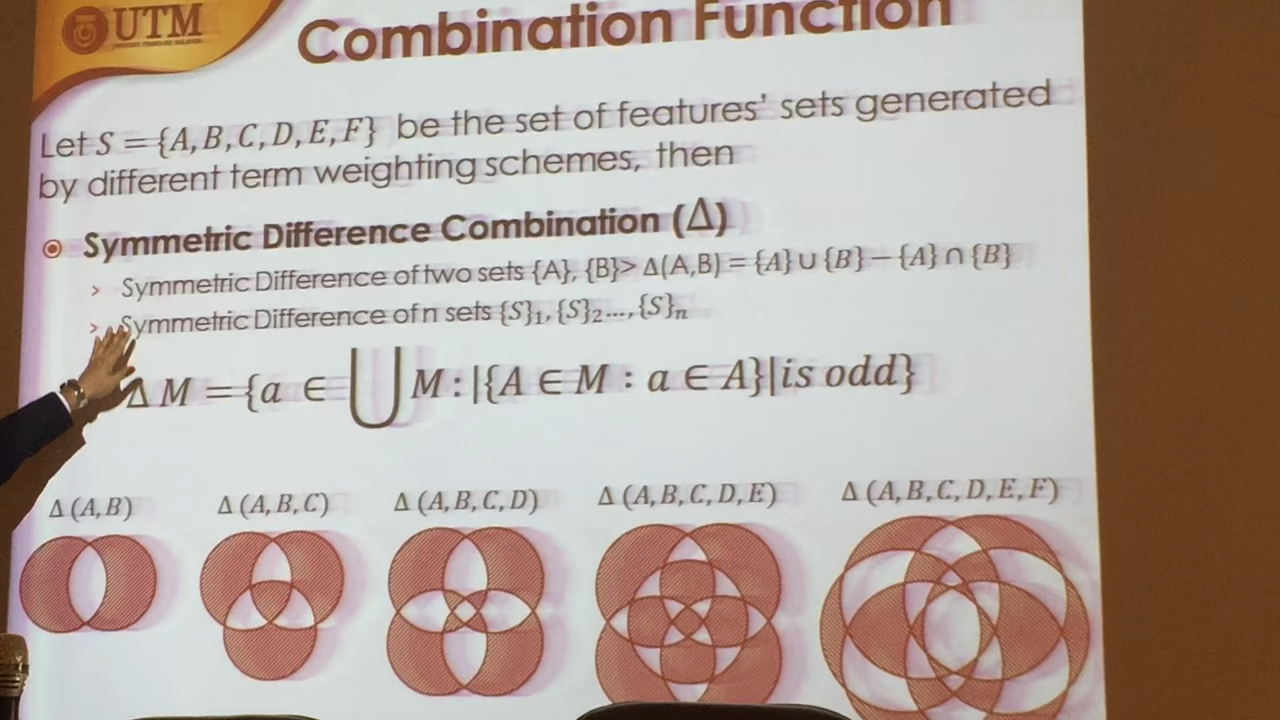 UTM
Combination Function
Let S = {A, B, C, D, E, F} be the set of features' sets generated
by different term weighting schemes, then
Symmetric Difference Combination (Δ)
> Symmetric Difference of two sets {A}, {B}> Δ(A,B) = {A} ∪ {B} − {A} ∩ {B}
> Symmetric Difference of n sets {S}₁, {S}₂..., {S}ₙ
Δ M = {a ∈ ⋃ M : |{A ∈ M : a ∈ A}| is odd}
Δ (A, B) Δ (A, B, C) Δ (A, B, C, D) Δ (A, B, C, D, E) Δ (A, B, C, D, E, F)